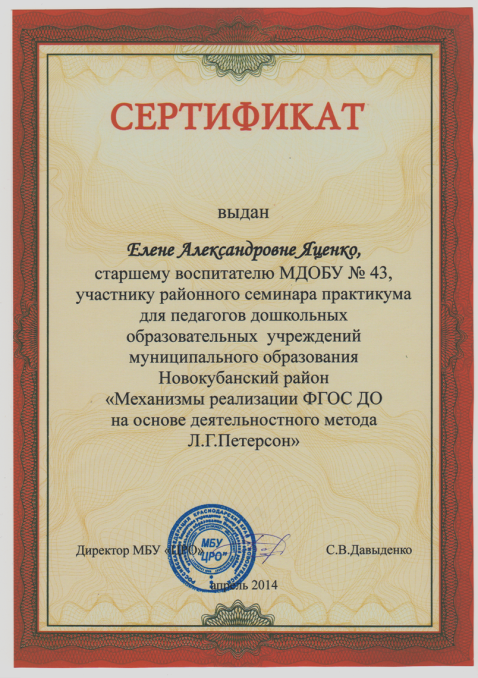 СЕРТИФИКАТ
выдан
Елене Александровне Яценко,
старшему воспитателю МДОБУ № 43,
участнику районного семинара практикума
для педагогов дошкольных
образовательных учреждений
муниципального образования
Новокубанский район
«Механизмы реализации ФГОС ДО
на основе деятельностного метода
Л.Г.Петерсон»
Директор МБУ «ЦРО»
С.В.Давыденко
МБУ
"ЦРО"
апрель 2014